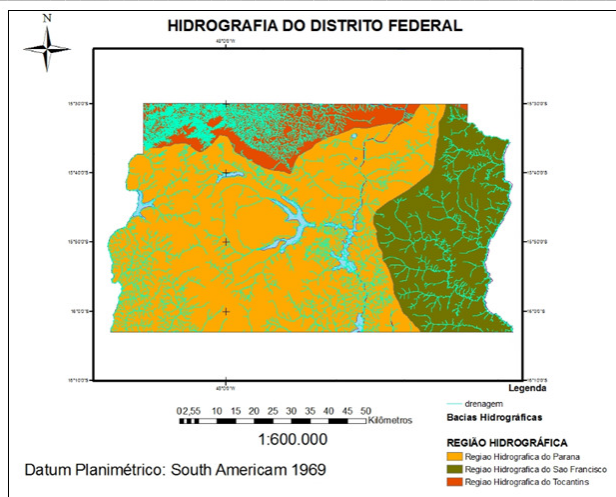 HIDROGRAFIA DO DISTRITO FEDERAL
N
Legenda
drenagem
Bacias Hidrográficas
REGIÃO HIDROGRÁFICA
Regiao Hidrografica do Parana
Regiao Hidrografica do Sao Francisco
Regiao Hidrografica do Tocantins
02,55 10 15 20 25 30 35 40 45 50
Kilómetros
1:600.000
Datum Planimétrico: South Americam 1969